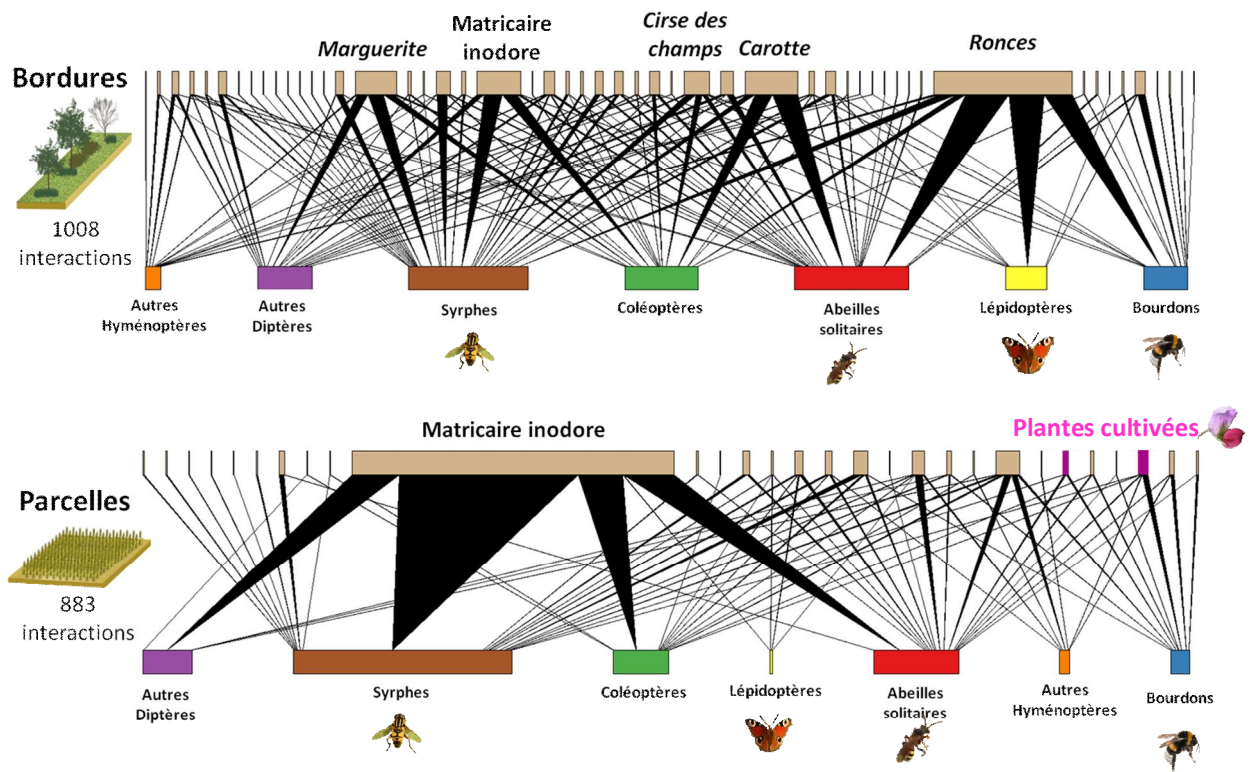 Marguerite
Matricaire
inodore
Cirse des
champs
Carotte
Ronces
Bordures
1008
interactions
Autres
Hyménoptères
Autres
Diptères
Syrphes
Coléoptères
Abeilles
solitaires
Lépidoptères
Bourdons
Matricaire inodore
Plantes cultivées
Parcelles
883
interactions
Autres
Diptères
Syrphes
Coléoptères
Lépidoptères
Abeilles
solitaires
Autres
Hyménoptères
Bourdons